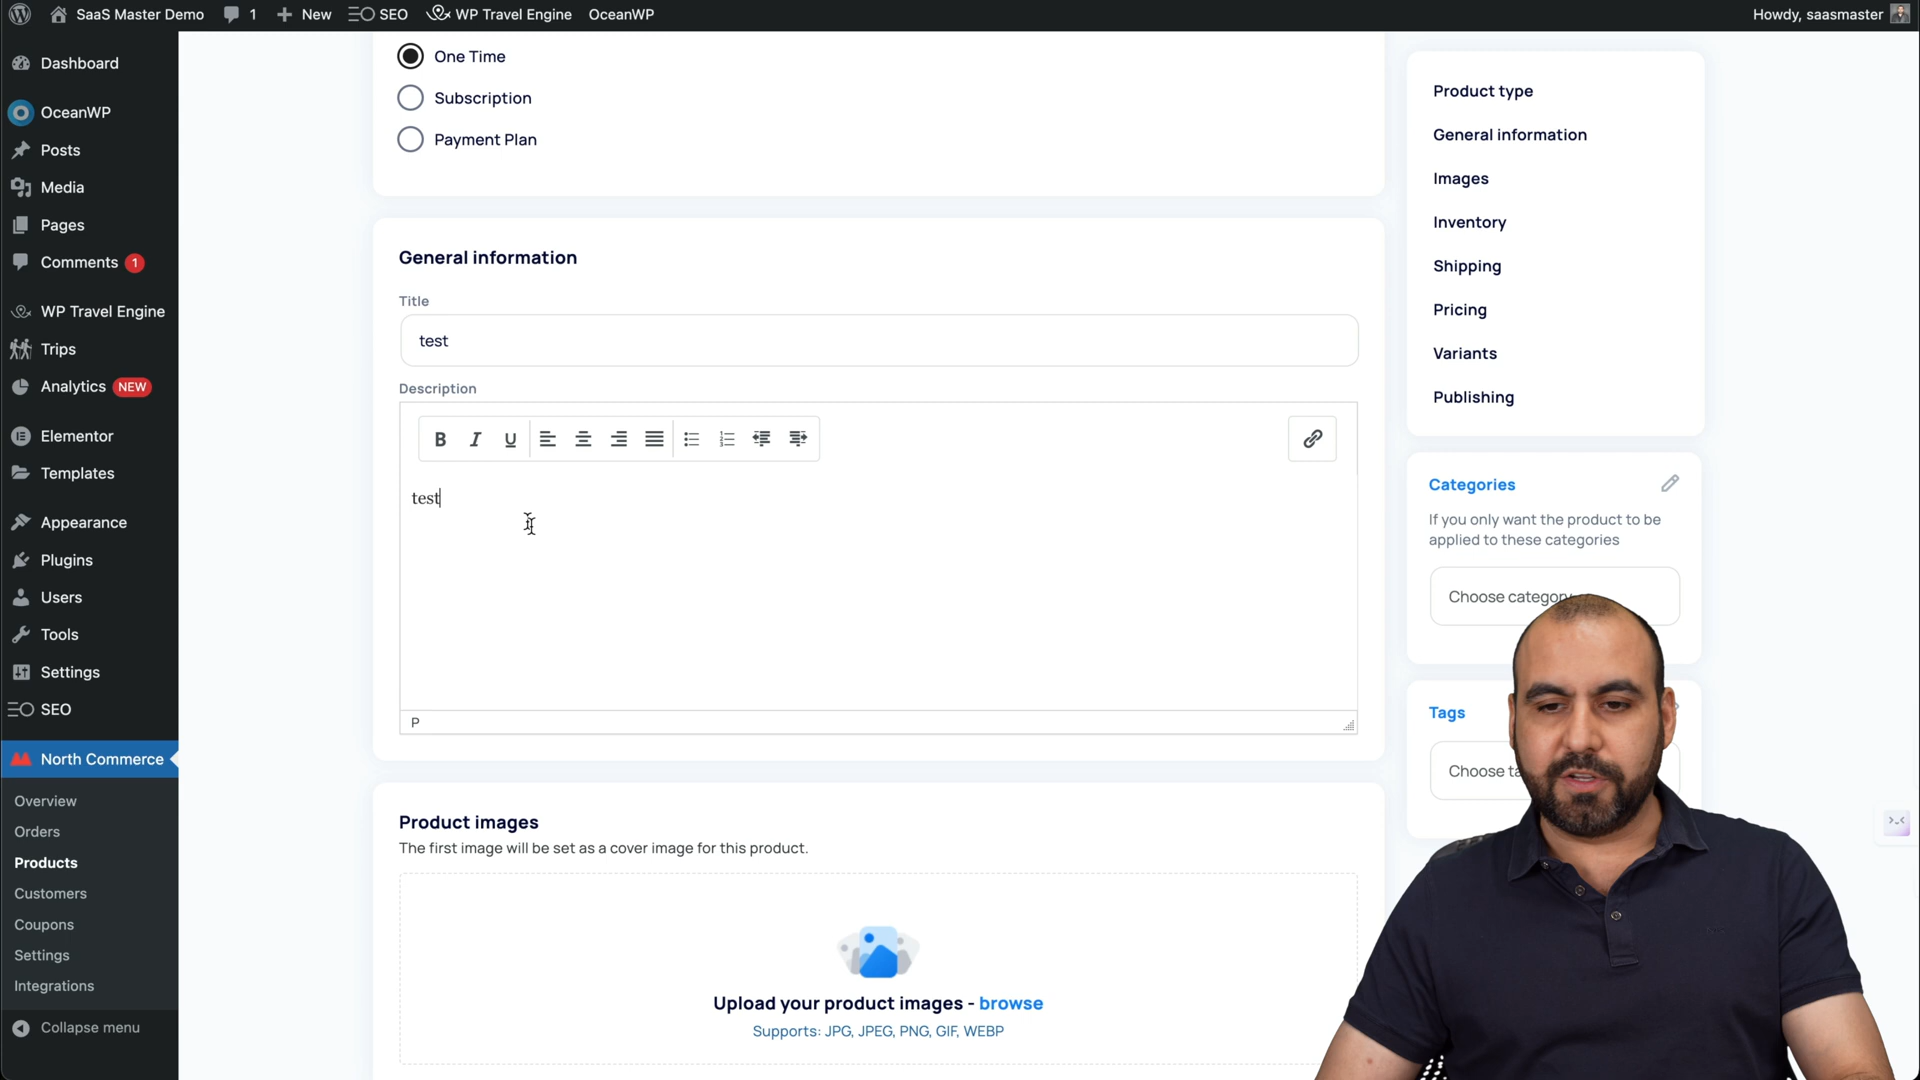 SaaS Master Demo
1
New
SEO
WP Travel Engine
OceanWP
Howdy, saasmaster
Dashboard
OceanWP
Posts
Media
Pages
Comments 1
WP Travel Engine
Trips
Analytics NEW
Elementor
Templates
Appearance
Plugins
Users
Tools
Settings
SEO
North Commerce
Overview
Orders
Products
Customers
Coupons
Settings
Integrations
Collapse menu
One Time
Subscription
Payment Plan
General information
Title
test
Description
B I U
test
P
Product images
The first image will be set as a cover image for this product.
Upload your product images - browse
Supports: JPG, JPEG, PNG, GIF, WEBP
Product type
General information
Images
Inventory
Shipping
Pricing
Variants
Publishing
Categories
If you only want the product to be
applied to these categories
Choose category
Tags
Choose